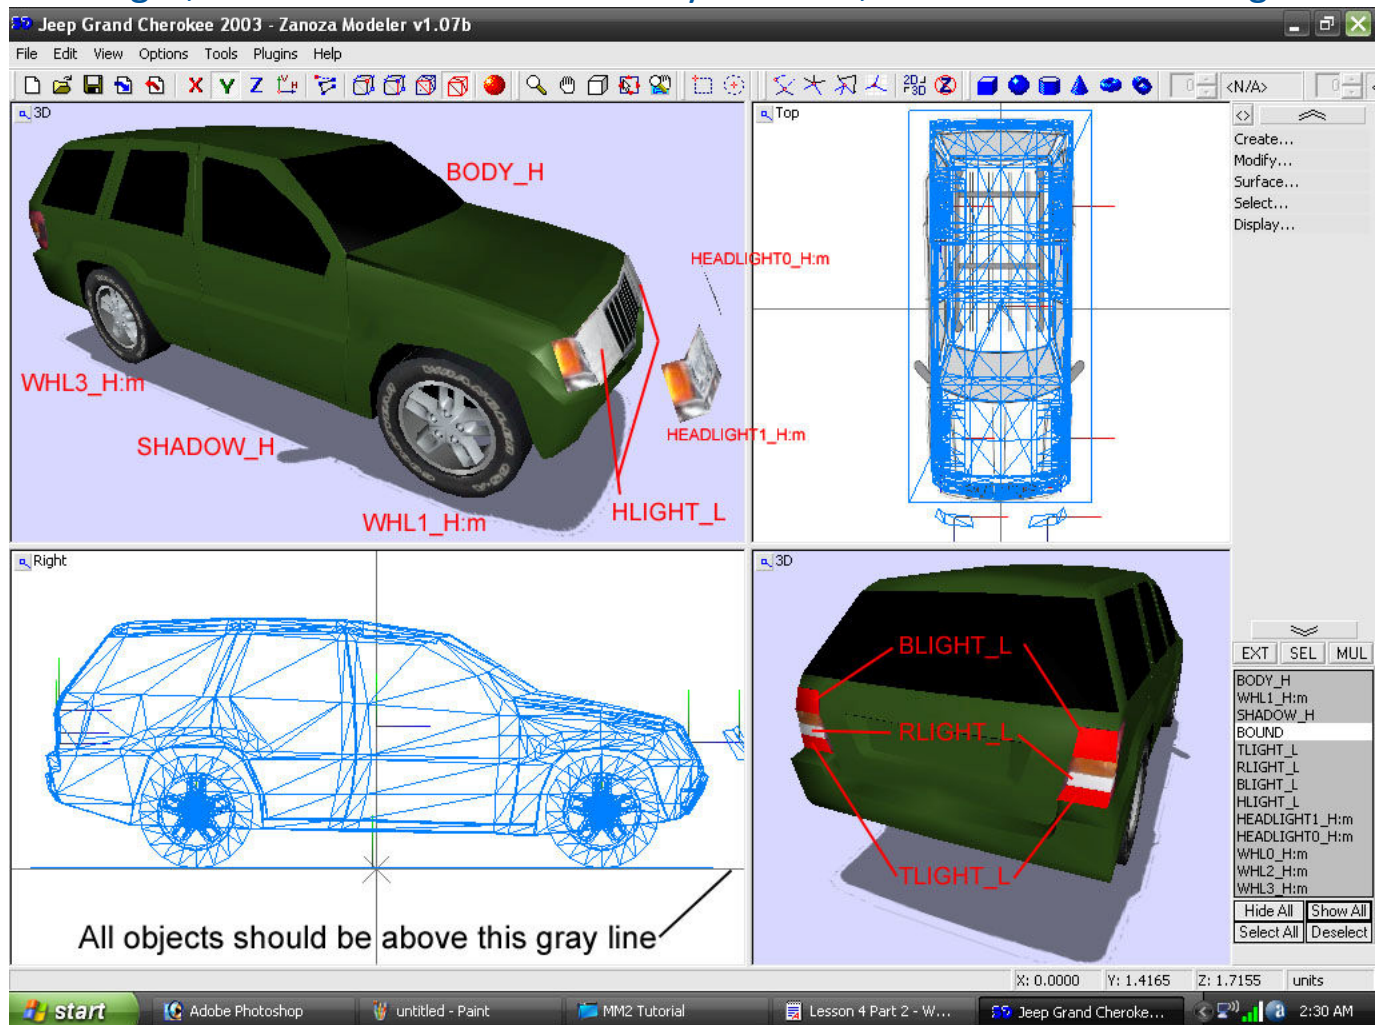 Jeep Grand Cherokee 2003 - Zanoza Modeler v1.07b
File Edit View Options Tools Plugins Help
X Y Z
<N/A>
3D
BODY_H
HEADLIGHT0_H:m
WHL3_H:m
SHADOW_H
HEADLIGHT1_H:m
WHL1_H:m
HLIGHT_L
Top
Create...
Modify...
Surface...
Select...
Display...
Right
All objects should be above this gray line
3D
BLIGHT_L
RLIGHT_L
TLIGHT_L
EXT SEL MUL
BODY_H
WHL1_H:m
SHADOW_H
BOUND
TLIGHT_L
RLIGHT_L
BLIGHT_L
HLIGHT_L
HEADLIGHT1_H:m
HEADLIGHT0_H:m
WHL0_H:m
WHL2_H:m
WHL3_H:m
Hide All Show All
Select All Deselect
X: 0.0000 Y: 1.4165 Z: 1.7155 units
start Adobe Photoshop untitled - Paint MM2 Tutorial Lesson 4 Part 2 - W... Jeep Grand Cheroke... 2:30 AM